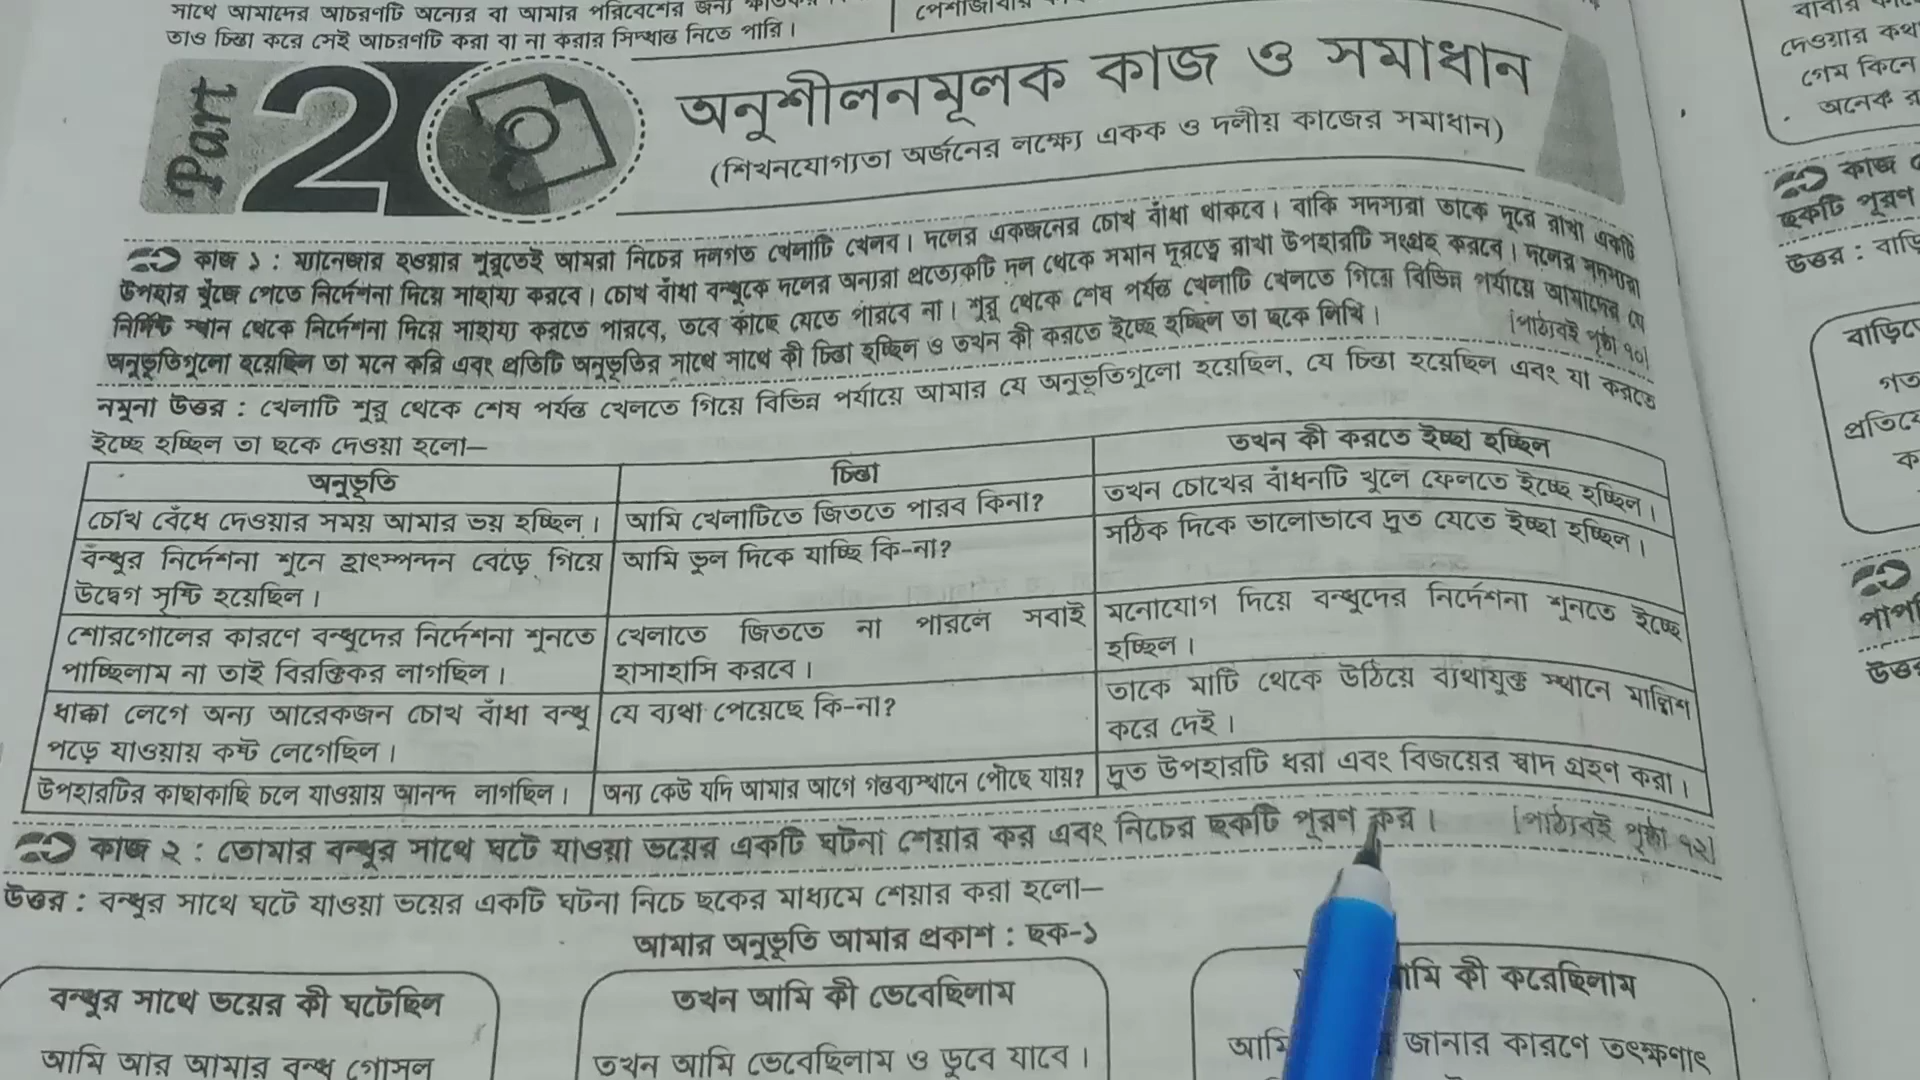 সাথে আমাদের আচরণটি অন্যের বা আমার পরিবেশের জন্য
তাও চিন্তা করে সেই আচরণটি করা বা না করার সিদ্ধান্ত নিতে পারি।
Part 2
অনুশীলনমূলক কাজ ও সমাধান
(শিখনযোগ্যতা অর্জনের লক্ষ্যে একক ও দলীয় কাজের সমাধান)
কাজ ১ : ম্যানেজার হওয়ার শুরুতেই আমরা নিচের দলগত খেলাটি খেলব। দলের একজনের চোখ বাঁধা থাকবে। বাকি সদস্যরা তাকে দূরে রাখা একটি
উপহার খুঁজে পেতে নির্দেশনা দিয়ে সাহায্য করবে। চোখ বাঁধা বন্ধুকে দলের অন্যরা প্রত্যেকটি দল থেকে সমান দূরত্বে রাখা উপহারটি সংগ্রহ করবে। দলের সদস্যরা
নির্দিষ্ট স্থান থেকে নির্দেশনা দিয়ে সাহায্য করতে পারবে, তবে কাছে যেতে পারবে না। শুরু থেকে শেষ পর্যন্ত খেলাটি খেলতে গিয়ে বিভিন্ন পর্যায়ে আমাদের যে
অনুভূতিগুলো হয়েছিল তা মনে করি এবং প্রতিটি অনুভূতির সাথে সাথে কী চিন্তা হচ্ছিল ও তখন কী করতে ইচ্ছে হচ্ছিল তা ছকে লিখি। [পাঠ্যবই পৃষ্ঠা ৭০]
নমুনা উত্তর : খেলাটি শুরু থেকে শেষ পর্যন্ত খেলতে গিয়ে বিভিন্ন পর্যায়ে আমার যে অনুভূতিগুলো হয়েছিল, যে চিন্তা হয়েছিল এবং যা করতে
ইচ্ছে হচ্ছিল তা ছকে দেওয়া হলো—
অনুভূতি চিন্তা তখন কী করতে ইচ্ছা হচ্ছিল
চোখ বেঁধে দেওয়ার সময় আমার ভয় হচ্ছিল। আমি খেলাটিতে জিততে পারব কিনা? তখন চোখের বাঁধনটি খুলে ফেলতে ইচ্ছে হচ্ছিল।
বন্ধুর নির্দেশনা শুনে হৃৎস্পন্দন বেড়ে গিয়ে আমি ভুল দিকে যাচ্ছি কি-না? সঠিক দিকে ভালোভাবে দ্রুত যেতে ইচ্ছা হচ্ছিল।
উদ্বেগ সৃষ্টি হয়েছিল।
শোরগোলের কারণে বন্ধুদের নির্দেশনা শুনতে খেলাতে জিততে না পারলে সবাই মনোযোগ দিয়ে বন্ধুদের নির্দেশনা শুনতে ইচ্ছে
পাচ্ছিলাম না তাই বিরক্তিকর লাগছিল। হাসাহাসি করবে। হচ্ছিল।
ধাক্কা লেগে অন্য আরেকজন চোখ বাঁধা বন্ধু যে ব্যথা পেয়েছে কি-না? তাকে মাটি থেকে উঠিয়ে ব্যথাযুক্ত স্থানে মালিশ
পড়ে যাওয়ায় কষ্ট লেগেছিল। করে দেই।
উপহারটির কাছাকাছি চলে যাওয়ায় আনন্দ লাগছিল। অন্য কেউ যদি আমার আগে গন্তব্যস্থানে পৌঁছে যায়? দ্রুত উপহারটি ধরা এবং বিজয়ের স্বাদ গ্রহণ করা।
কাজ ২ : তোমার বন্ধুর সাথে ঘটে যাওয়া ভয়ের একটি ঘটনা শেয়ার কর এবং নিচের ছকটি পূরণ কর। [পাঠ্যবই পৃষ্ঠা ৭২]
উত্তর : বন্ধুর সাথে ঘটে যাওয়া ভয়ের একটি ঘটনা নিচে ছকের মাধ্যমে শেয়ার করা হলো—
আমার অনুভূতি আমার প্রকাশ : ছক-১
বন্ধুর সাথে ভয়ের কী ঘটেছিল
আমি আর আমার বন্ধু গোসল
তখন আমি কী ভেবেছিলাম
তখন আমি ভেবেছিলাম ও ডুবে যাবে।
কী করেছিলাম
আমি জানার কারণে তৎক্ষণাৎ
দেওয়ার কথা
গেম কিনে
অনেক
কাজ
ছকটি পূরণ
উত্তর : বাড়ি